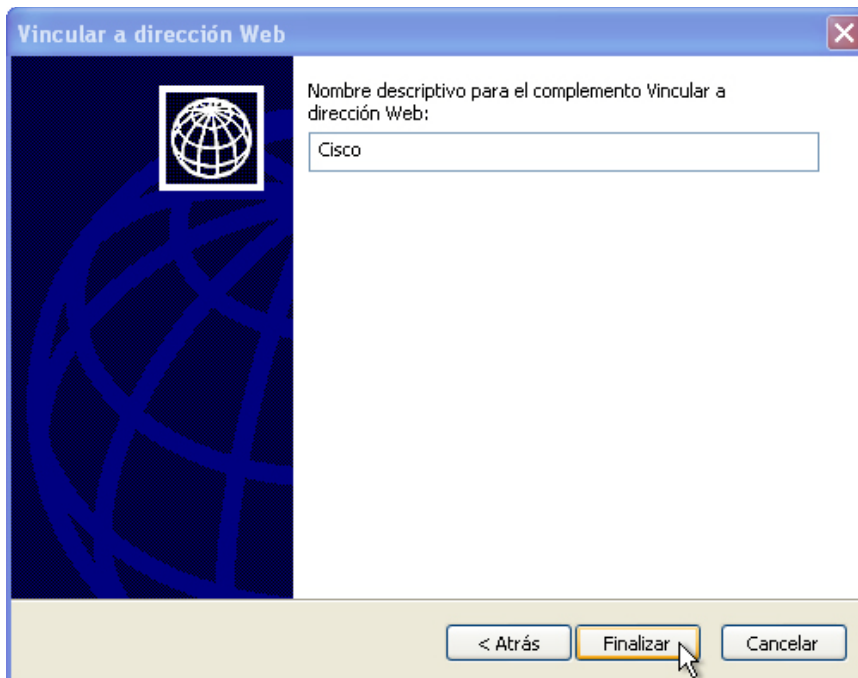 Vincular a dirección Web
Nombre descriptivo para el complemento Vincular a
dirección Web:
Cisco
< Atrás
Finalizar
Cancelar